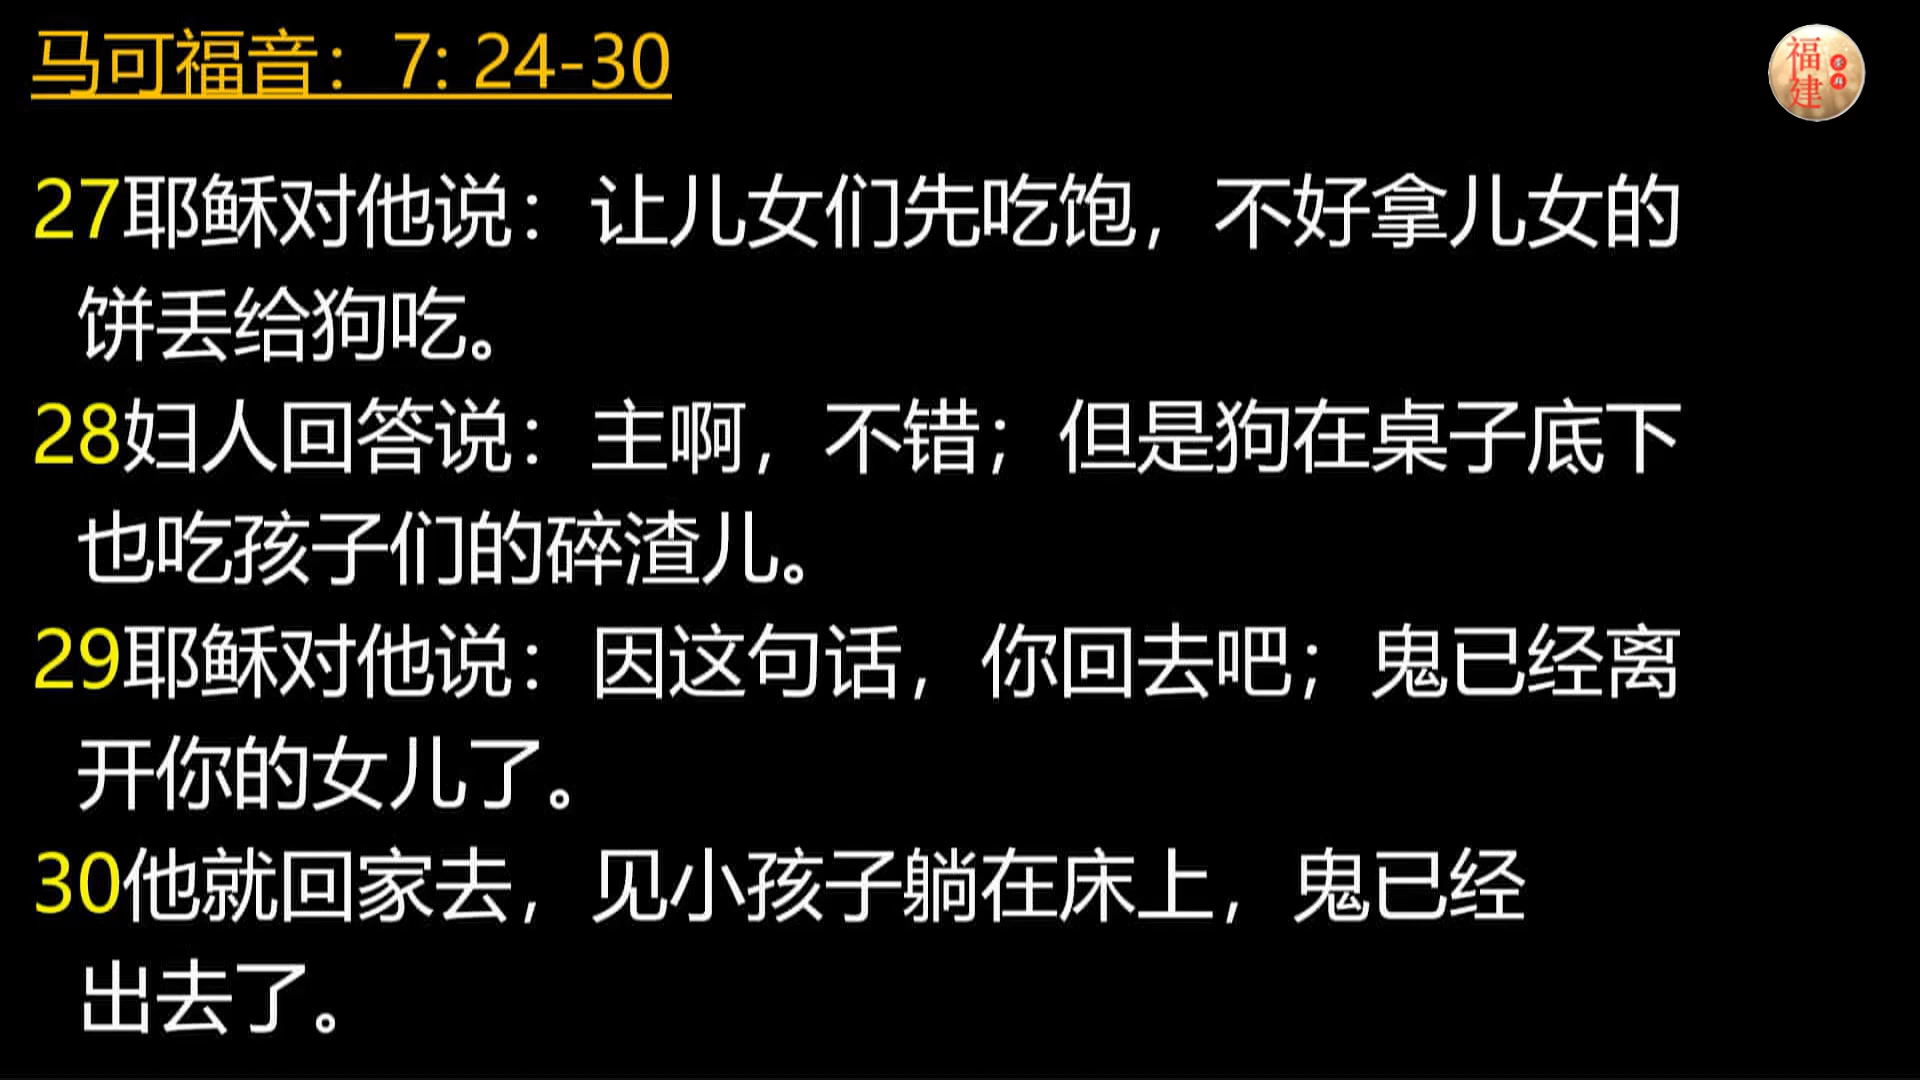 马可福音：7: 24-30
福建
27耶稣对他说：让儿女们先吃饱，不好拿儿女的
饼丢给狗吃。
28妇人回答说：主啊，不错；但是狗在桌子底下
也吃孩子们的碎渣儿。
29耶稣对他说：因这句话，你回去吧；鬼已经离
开你的女儿了。
30他就回家去，见小孩子躺在床上，鬼已经
出去了。